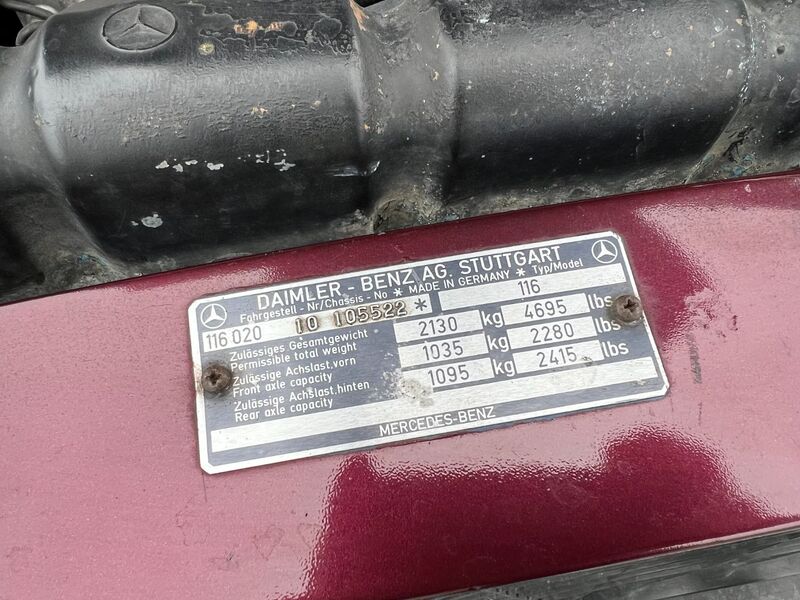 DAIMLER - BENZ AG. STUTTGART
Fahrgestell - Nr/Chassis - No * MADE IN GERMANY * Typ/Model
116 020 10 105522 * 116
Zulässiges Gesamtgewicht
Permissible total weight 2130 kg 4695 lbs
Zulässige Achslast.vorn
Front axle capacity 1035 kg 2280 lbs
Zulässige Achslast.hinten
Rear axle capacity 1095 kg 2415 lbs
MERCEDES-BENZ